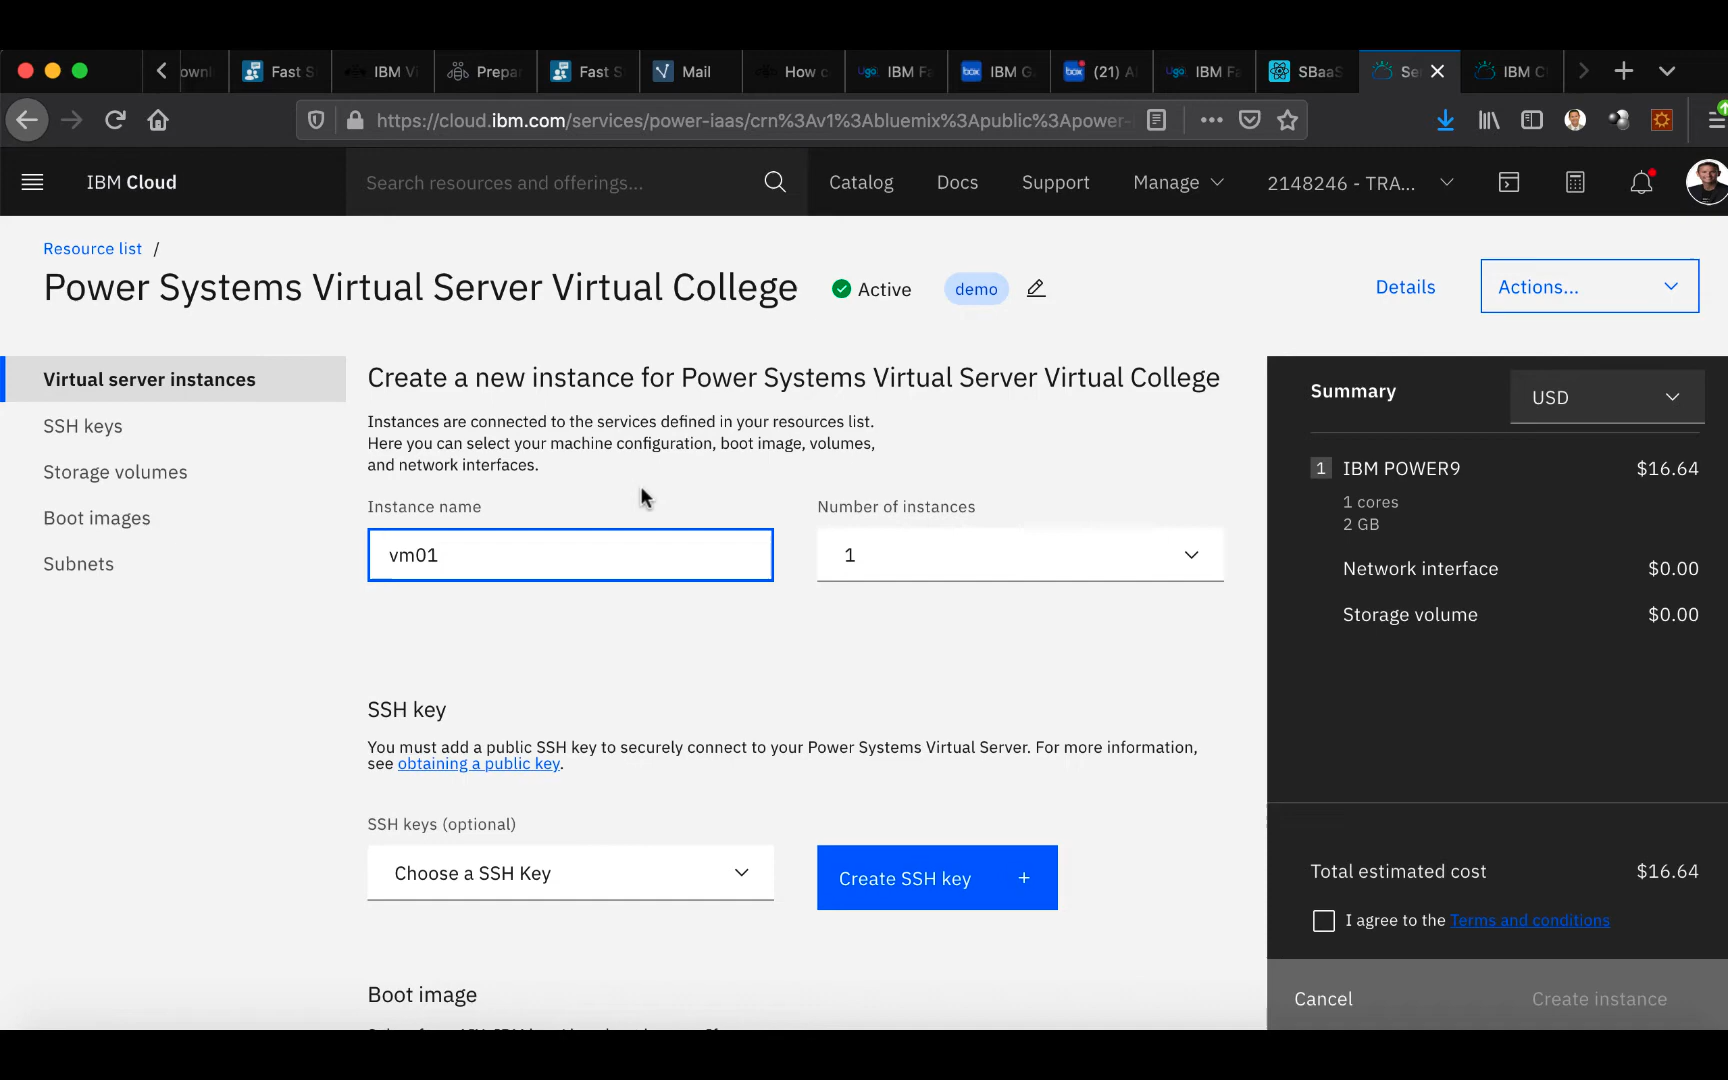 ownl
Fast S
IBM Vi
Prepar
Fast S
Mail
How c
IBM Fa
IBM G
(21) A
IBM Fa
SBaaS
Se
IBM Cl
https://cloud.ibm.com/services/power-iaas/crn%3Av1%3Abluemix%3Apublic%3Apower-
IBM Cloud
Search resources and offerings...
Catalog
Docs
Support
Manage
2148246 - TRA...
Resource list /
Power Systems Virtual Server Virtual College
Active
demo
Details
Actions...
Virtual server instances
SSH keys
Storage volumes
Boot images
Subnets
Create a new instance for Power Systems Virtual Server Virtual College
Instances are connected to the services defined in your resources list.
Here you can select your machine configuration, boot image, volumes,
and network interfaces.
Instance name
Number of instances
vm01
1
SSH key
You must add a public SSH key to securely connect to your Power Systems Virtual Server. For more information,
see obtaining a public key.
SSH keys (optional)
Choose a SSH Key
Create SSH key +
Boot image
Summary
USD
1 IBM POWER9 $16.64
1 cores
2 GB
Network interface $0.00
Storage volume $0.00
Total estimated cost $16.64
I agree to the Terms and conditions
Cancel
Create instance